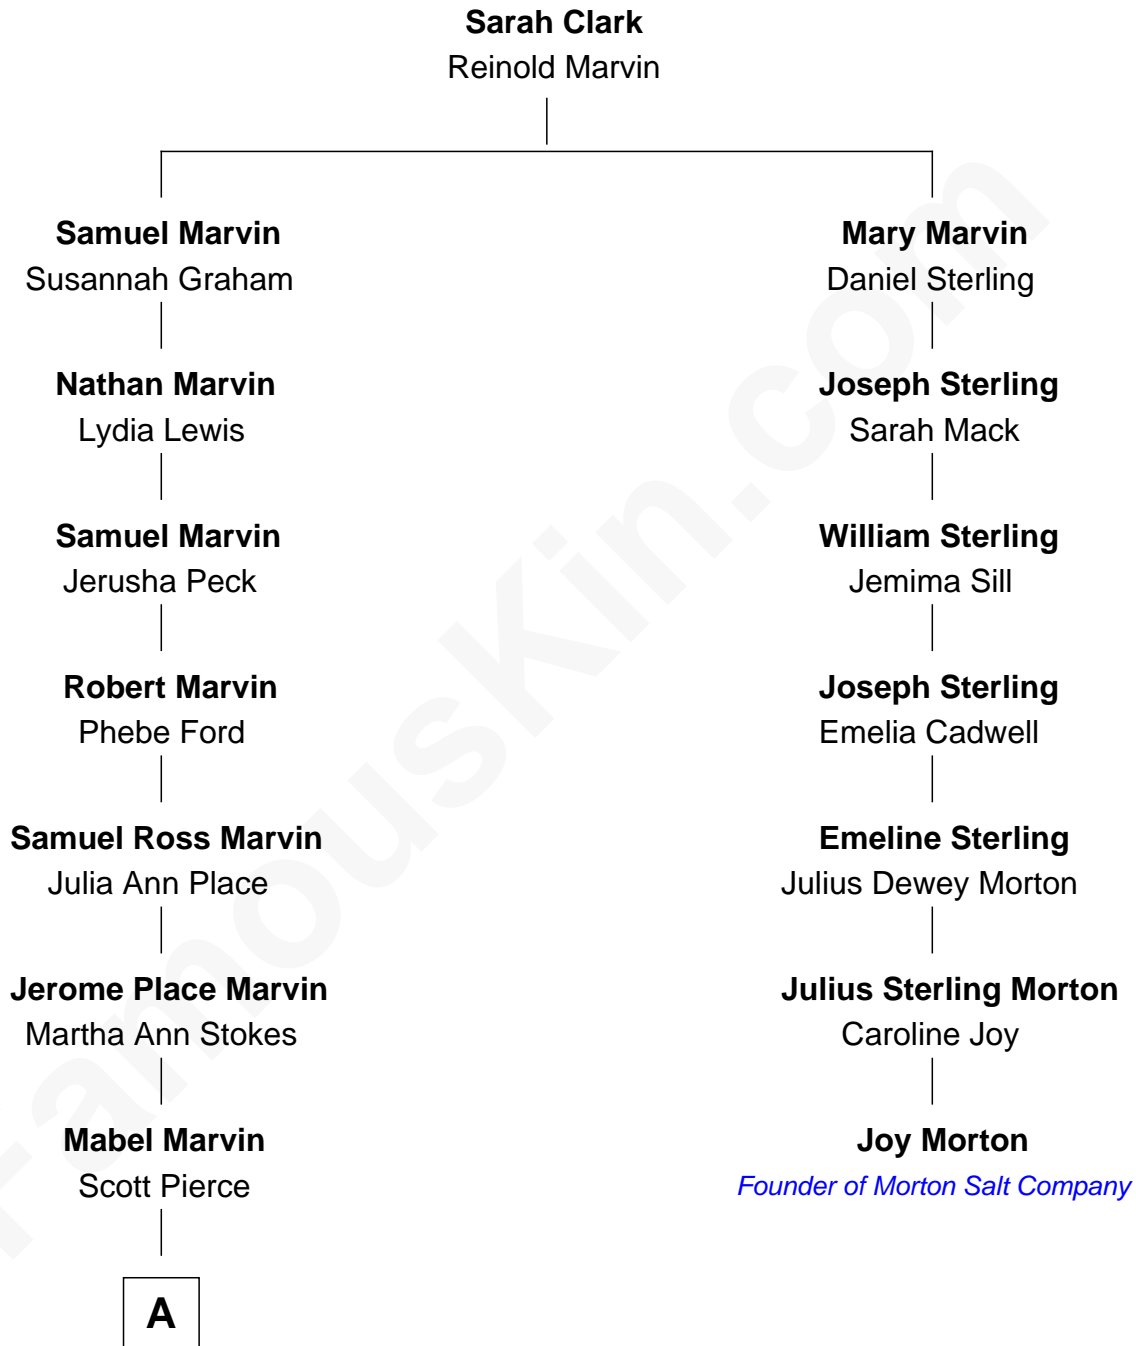 Sarah Clark
Reinold Marvin
Samuel Marvin
Susannah Graham
Mary Marvin
Daniel Sterling
Nathan Marvin
Lydia Lewis
Joseph Sterling
Sarah Mack
Samuel Marvin
Jerusha Peck
William Sterling
Jemima Sill
Robert Marvin
Phebe Ford
Joseph Sterling
Emelia Cadwell
Samuel Ross Marvin
Julia Ann Place
Emeline Sterling
Julius Dewey Morton
Jerome Place Marvin
Martha Ann Stokes
Julius Sterling Morton
Caroline Joy
Mabel Marvin
Scott Pierce
Joy Morton
Founder of Morton Salt Company
A
FamousKin.com